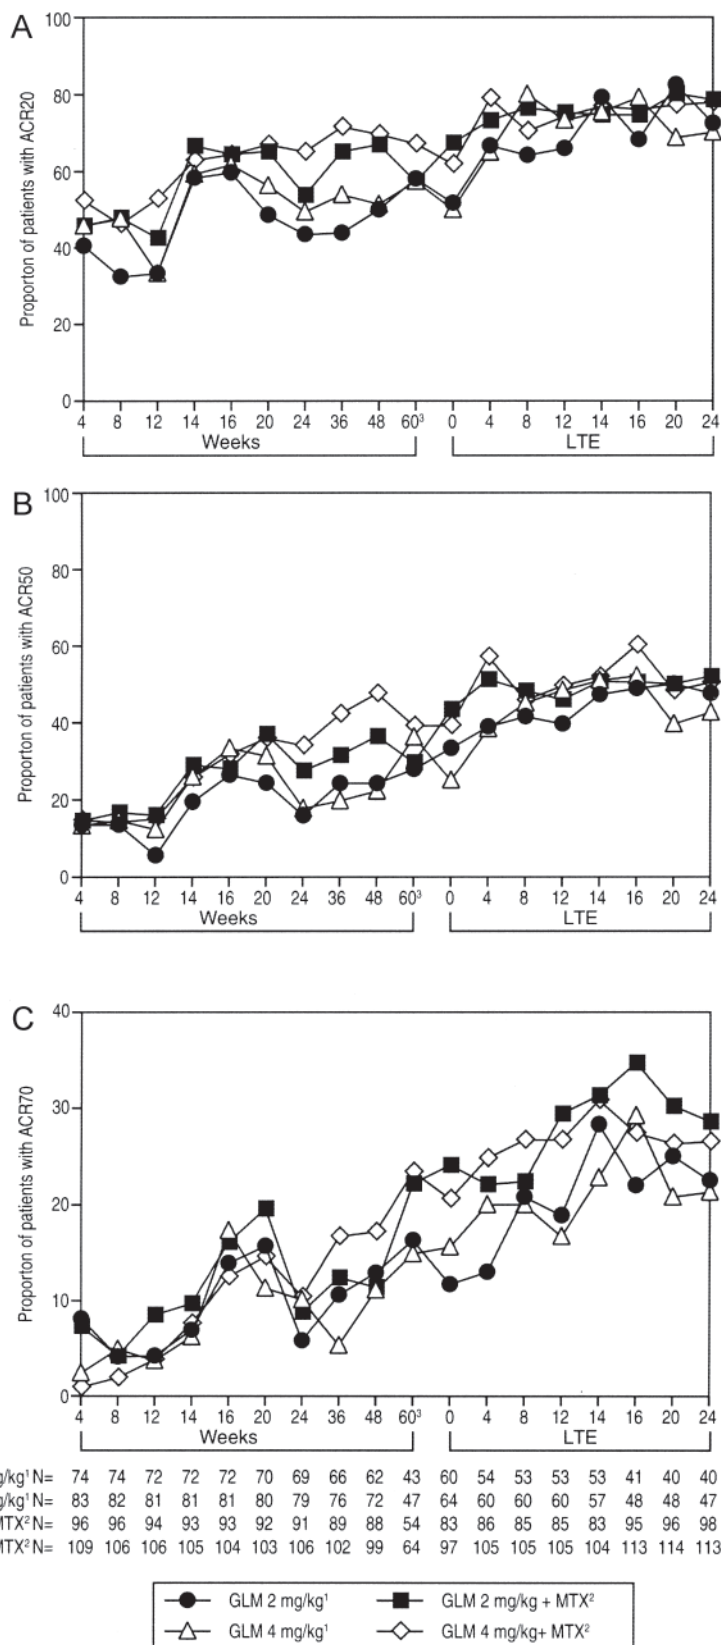 A
Proporton of patients with ACR20
100
80
60
40
20
0
4 8 12 14 16 20 24 36 48 60³ 0 4 8 12 14 16 20 24
Weeks LTE
B
Proporton of patients with ACR50
100
80
60
40
20
0
4 8 12 14 16 20 24 36 48 60³ 0 4 8 12 14 16 20 24
Weeks LTE
C
Proporton of patients with ACR70
40
30
20
10
0
4 8 12 14 16 20 24 36 48 60³ 0 4 8 12 14 16 20 24
Weeks LTE
g/kg¹ N= 74 74 72 72 72 70 69 66 62 43 60 54 53 53 53 41 40 40
g/kg¹ N= 83 82 81 81 81 80 79 76 72 47 64 60 60 60 57 48 48 47
MTX² N= 96 96 94 93 93 92 91 89 88 54 83 86 85 85 83 95 96 98
MTX² N= 109 106 106 105 104 103 106 102 99 64 97 105 105 105 104 113 114 113
GLM 2 mg/kg¹ GLM 2 mg/kg + MTX²
GLM 4 mg/kg¹ GLM 4 mg/kg+ MTX²